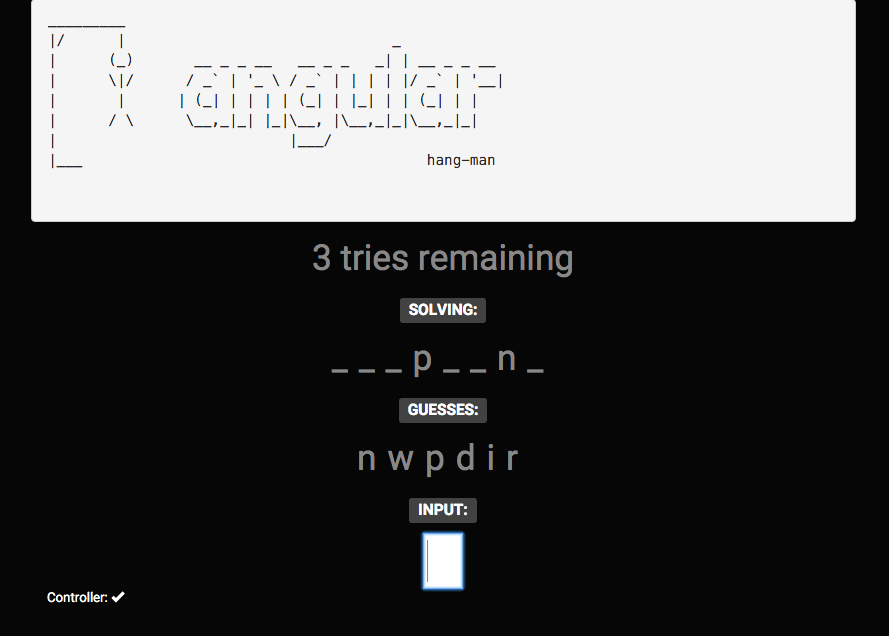 angular
hang-man
3 tries remaining
SOLVING:
_ _ _ p _ _ n _
GUESSES:
n w p d i r
INPUT:
Controller: ✔